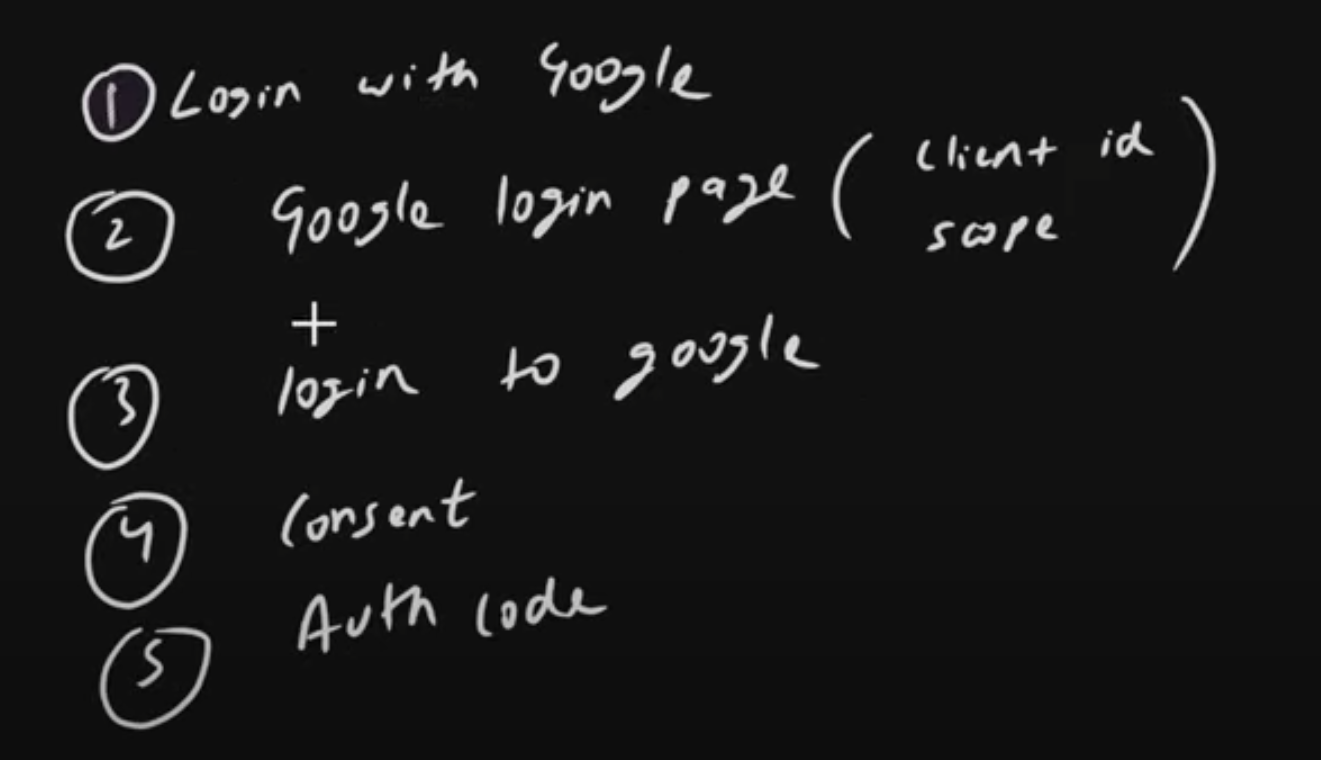 1 Login with Google
2 Google login page ( client id
scope )
+
3 login to google
4 Consent
5 Auth code